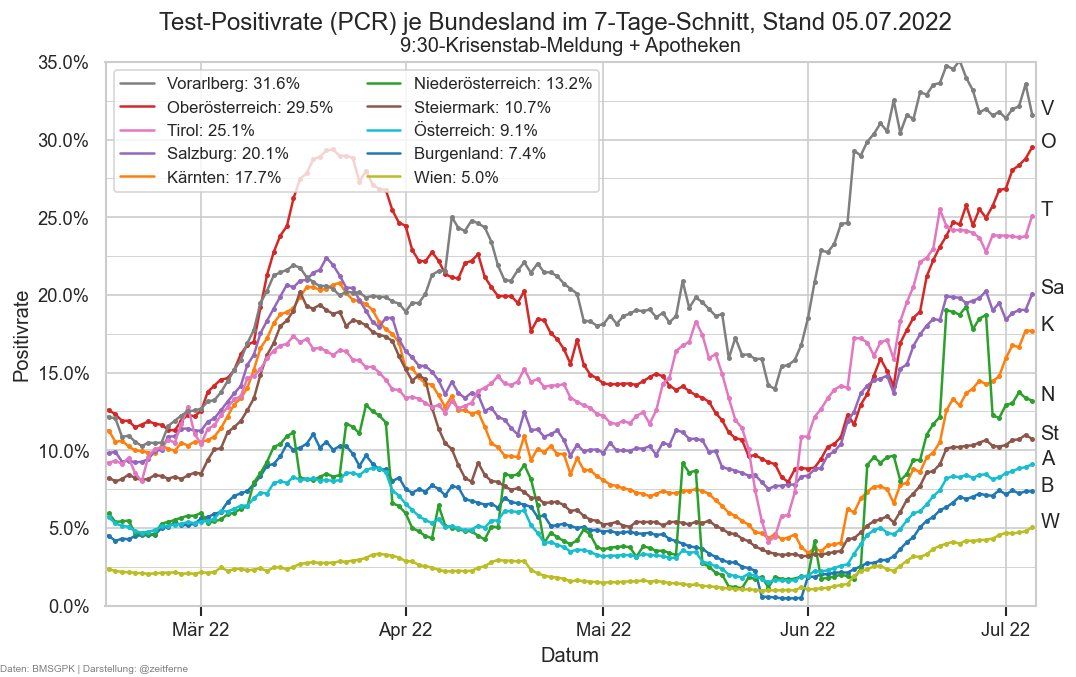 Test-Positivrate (PCR) je Bundesland im 7-Tage-Schnitt, Stand 05.07.2022
9:30-Krisenstab-Meldung + Apotheken
Vorarlberg: 31.6%
Oberösterreich: 29.5%
Tirol: 25.1%
Salzburg: 20.1%
Kärnten: 17.7%
Niederösterreich: 13.2%
Steiermark: 10.7%
Österreich: 9.1%
Burgenland: 7.4%
Wien: 5.0%
Positivrate
35.0%
30.0%
25.0%
20.0%
15.0%
10.0%
5.0%
0.0%
V
O
T
Sa
K
N
St
A
B
W
Mär 22
Apr 22
Mai 22
Jun 22
Jul 22
Datum
Daten: BMSGPK | Darstellung: @zeitferne